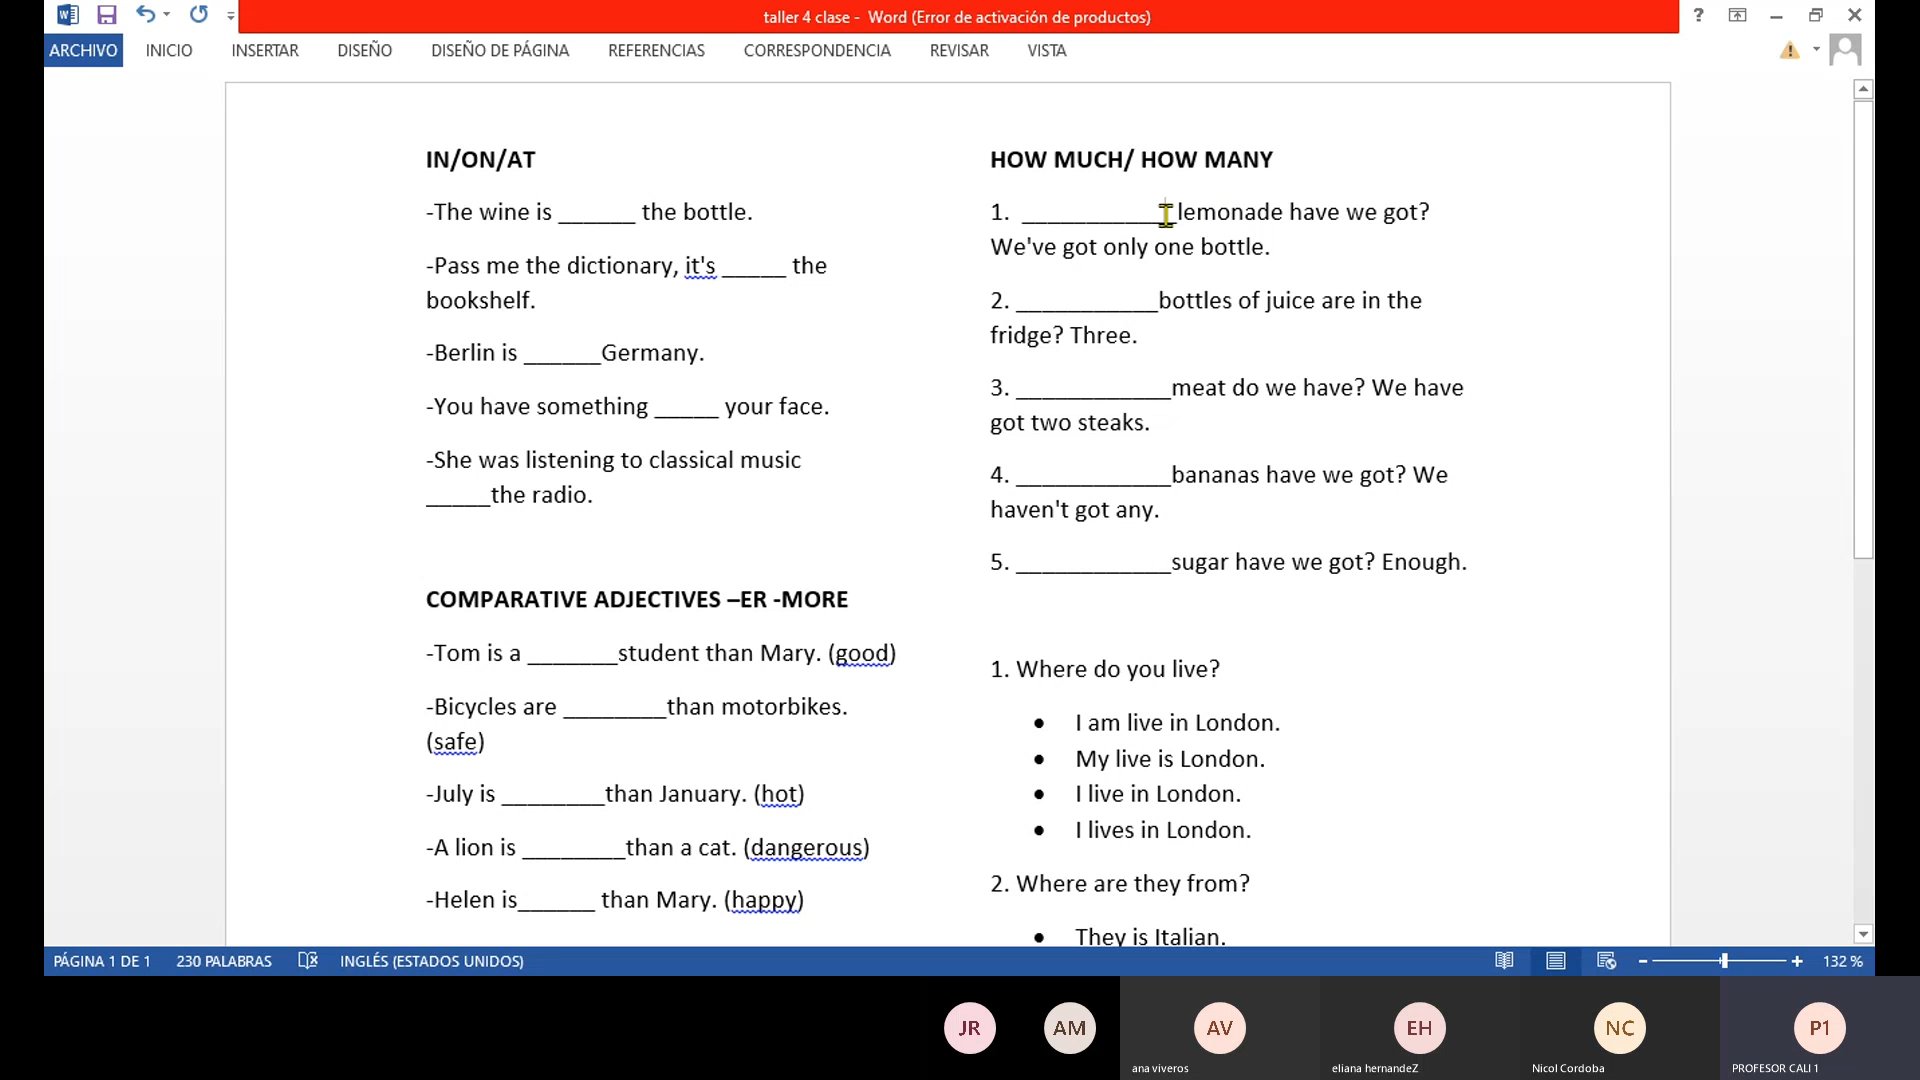 taller 4 clase - Word (Error de activación de productos)
?
ARCHIVO INICIO INSERTAR DISEÑO DISEÑO DE PÁGINA REFERENCIAS CORRESPONDENCIA REVISAR VISTA
IN/ON/AT
-The wine is ______ the bottle.
-Pass me the dictionary, it's _____ the
bookshelf.
-Berlin is ______Germany.
-You have something _____ your face.
-She was listening to classical music
_____the radio.
COMPARATIVE ADJECTIVES –ER -MORE
-Tom is a _______student than Mary. (good)
-Bicycles are ________than motorbikes.
(safe)
-July is ________than January. (hot)
-A lion is ________than a cat. (dangerous)
-Helen is______ than Mary. (happy)
HOW MUCH/ HOW MANY
1. ____________lemonade have we got?
We've got only one bottle.
2. ___________bottles of juice are in the
fridge? Three.
3. ____________meat do we have? We have
got two steaks.
4. ____________bananas have we got? We
haven't got any.
5. ____________sugar have we got? Enough.
1. Where do you live?
• I am live in London.
• My live is London.
• I live in London.
• I lives in London.
2. Where are they from?
• They is Italian.
PÁGINA 1 DE 1 230 PALABRAS INGLÉS (ESTADOS UNIDOS) 132 %
JR AM AV EH NC P1
ana viveros eliana hernandeZ Nicol Cordoba PROFESOR CALI 1